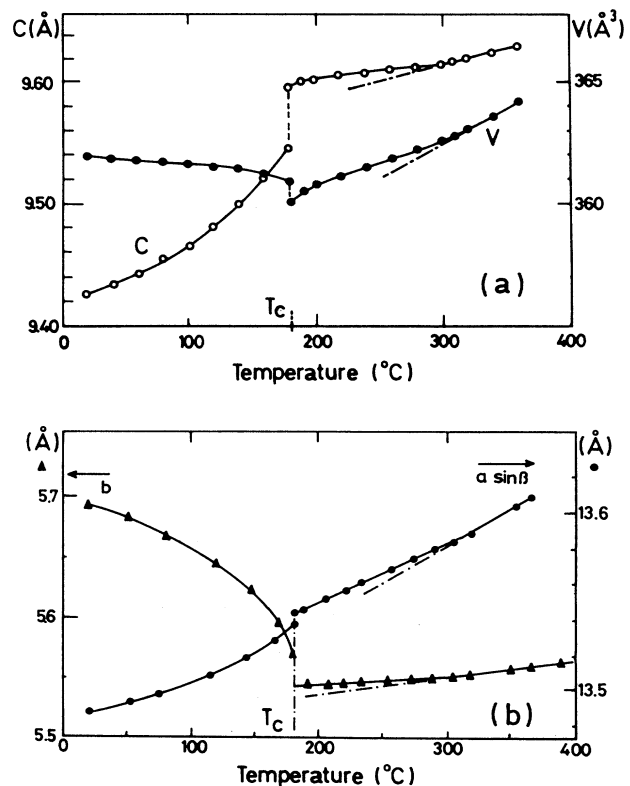 C(Å) V(Å³)
9.60 365
V
9.50 360
C
(a)
Tc
9.40
0 100 200 300 400
Temperature (°C)
(Å) (Å)
▲ ●
b a sinβ
5.7 13.6
5.6
Tc (b) 13.5
5.5
0 100 200 300 400
Temperature (°C)